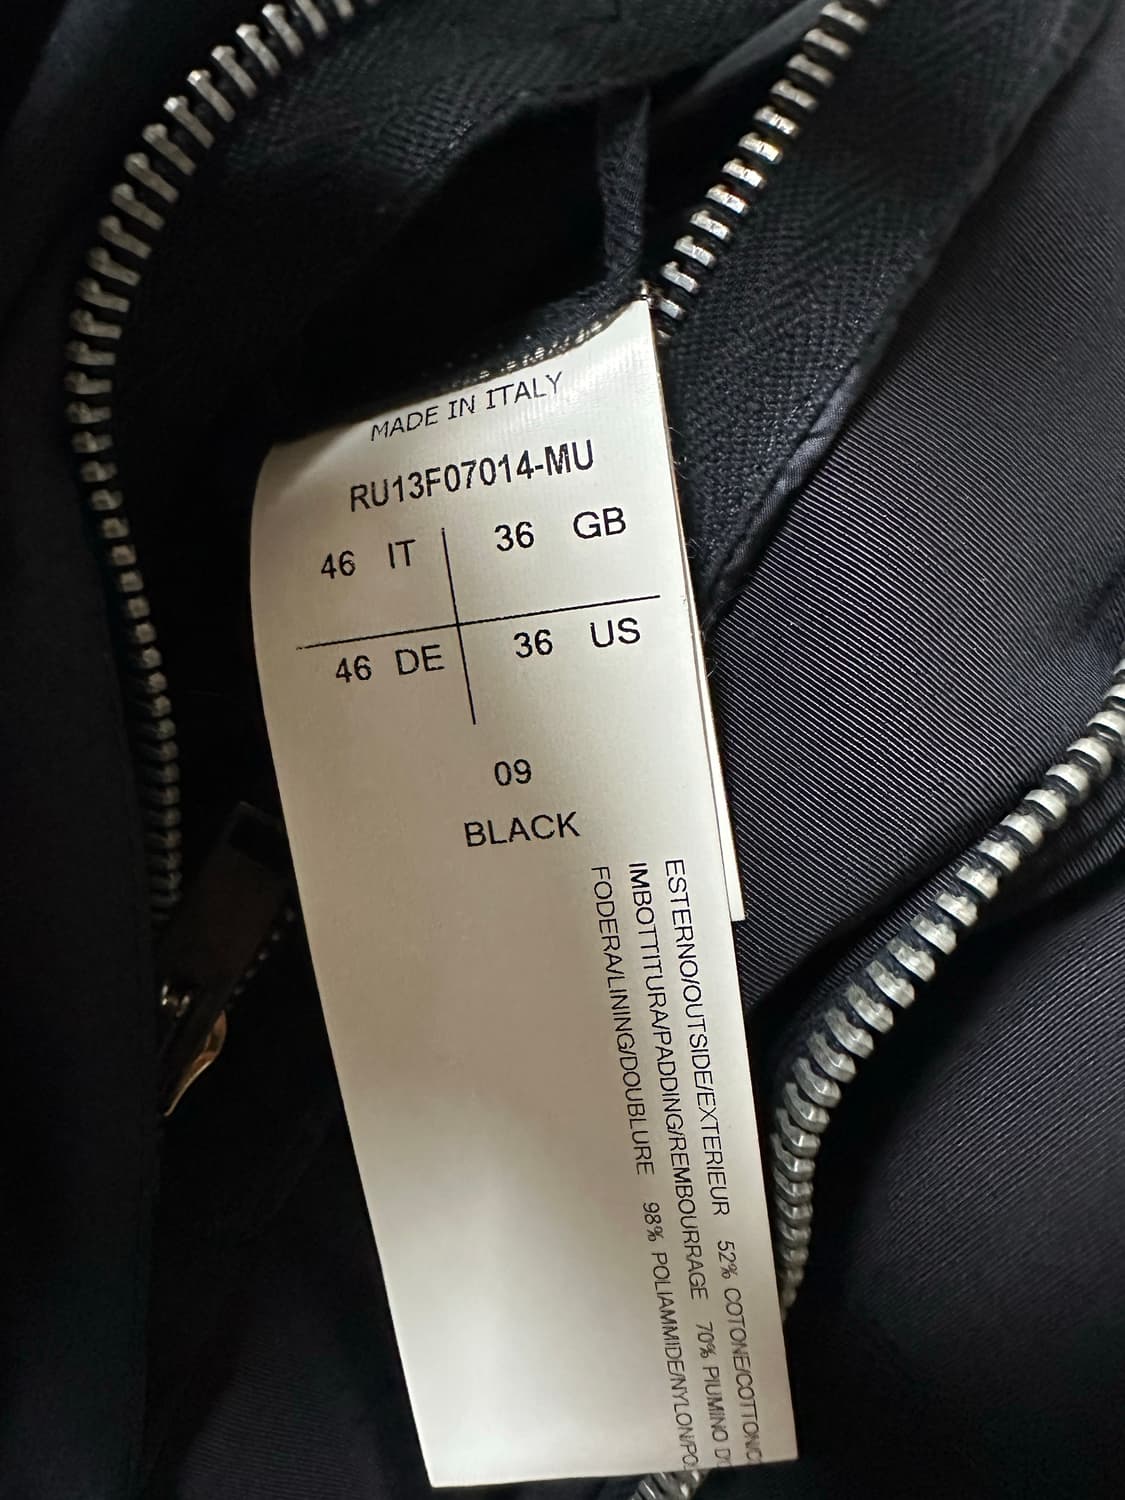 MADE IN ITALY
RU13F07014-MU
46 IT 36 GB
46 DE 36 US
09
BLACK
ESTERNO/OUTSIDE/EXTERIEUR 52% COTONE/COTTON/C
IMBOTTITURA/PADDING/REMBOURRAGE 70% PIUMINO D
FODERA/LINING/DOUBLURE 98% POLIAMMIDE/NYLON/PO